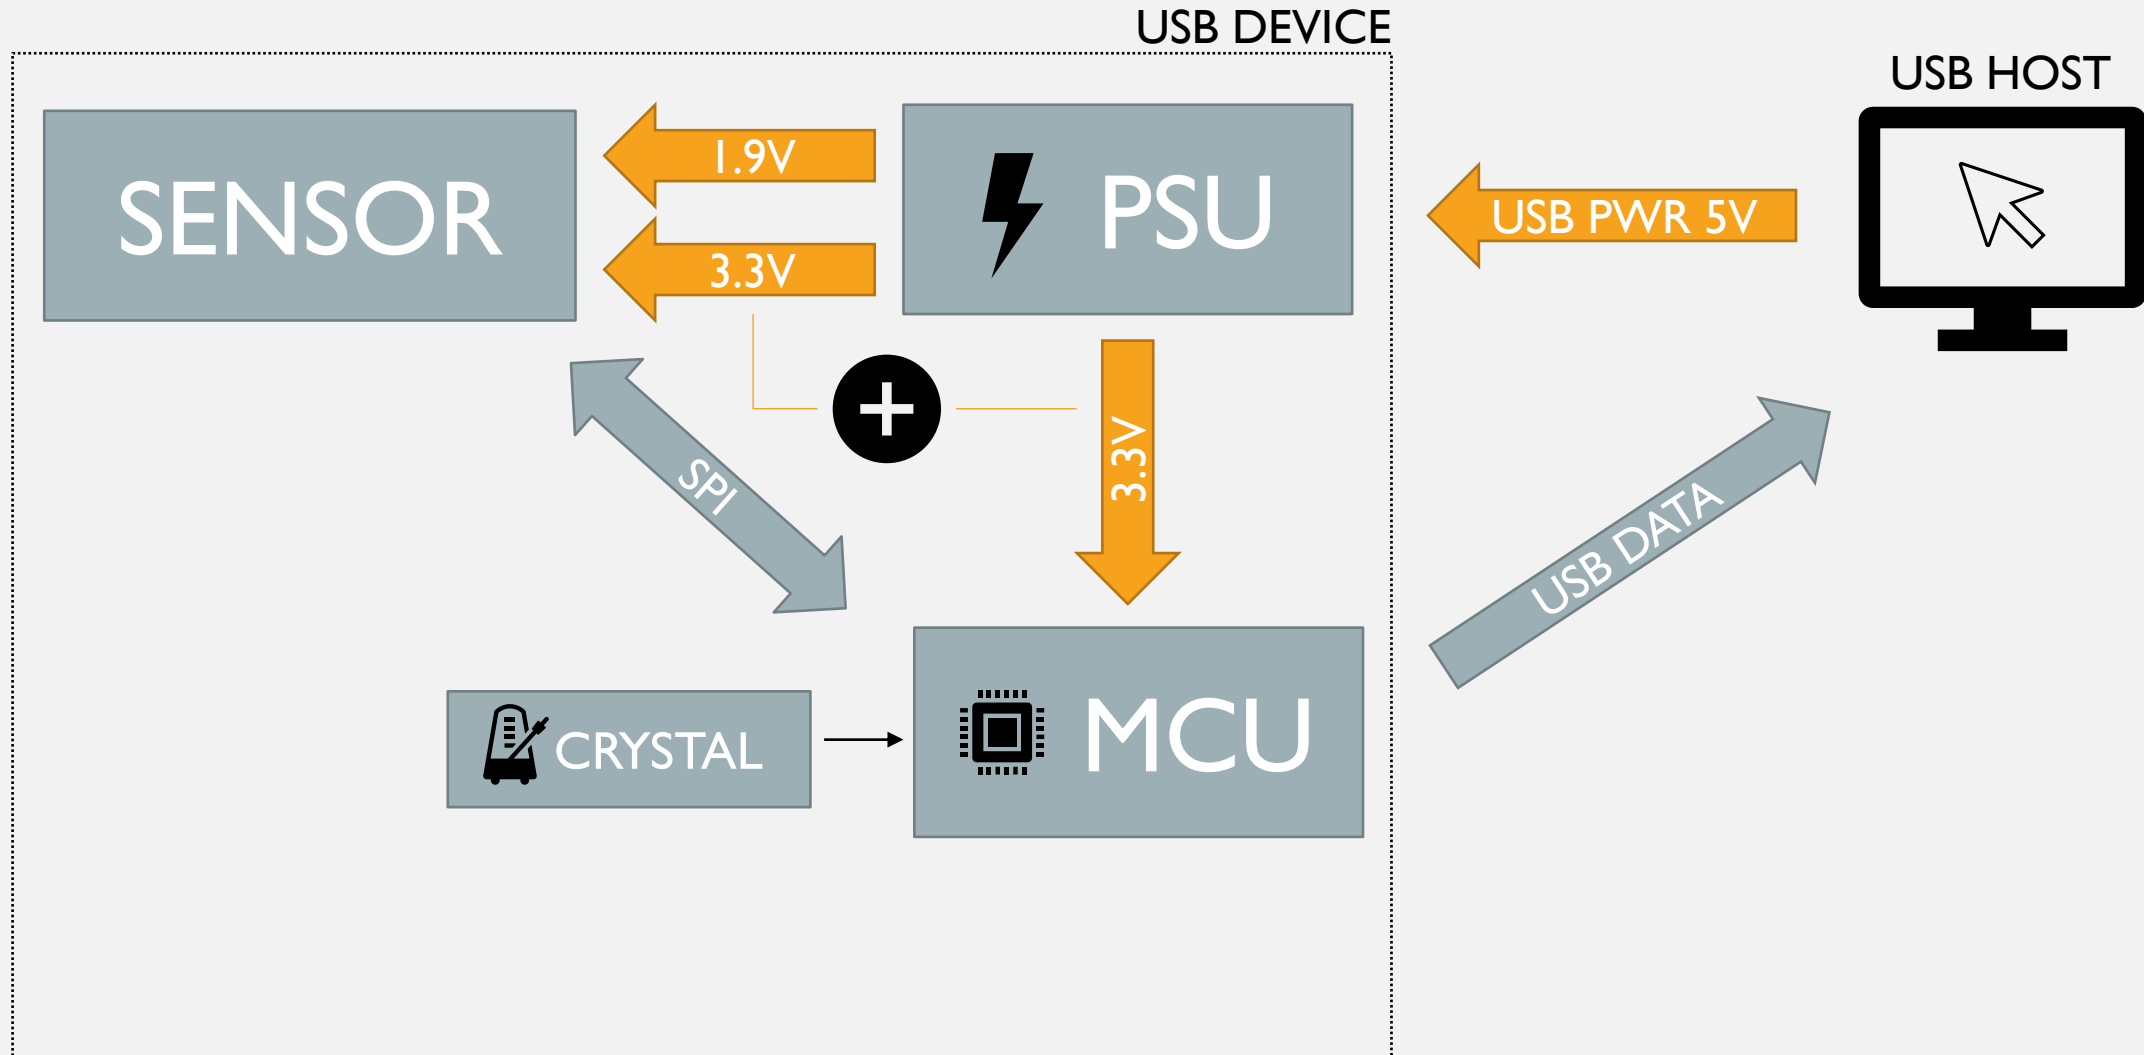 USB DEVICE
USB HOST
SENSOR
1.9V
3.3V
PSU
USB PWR 5V
SPI
3.3V
USB DATA
CRYSTAL
MCU